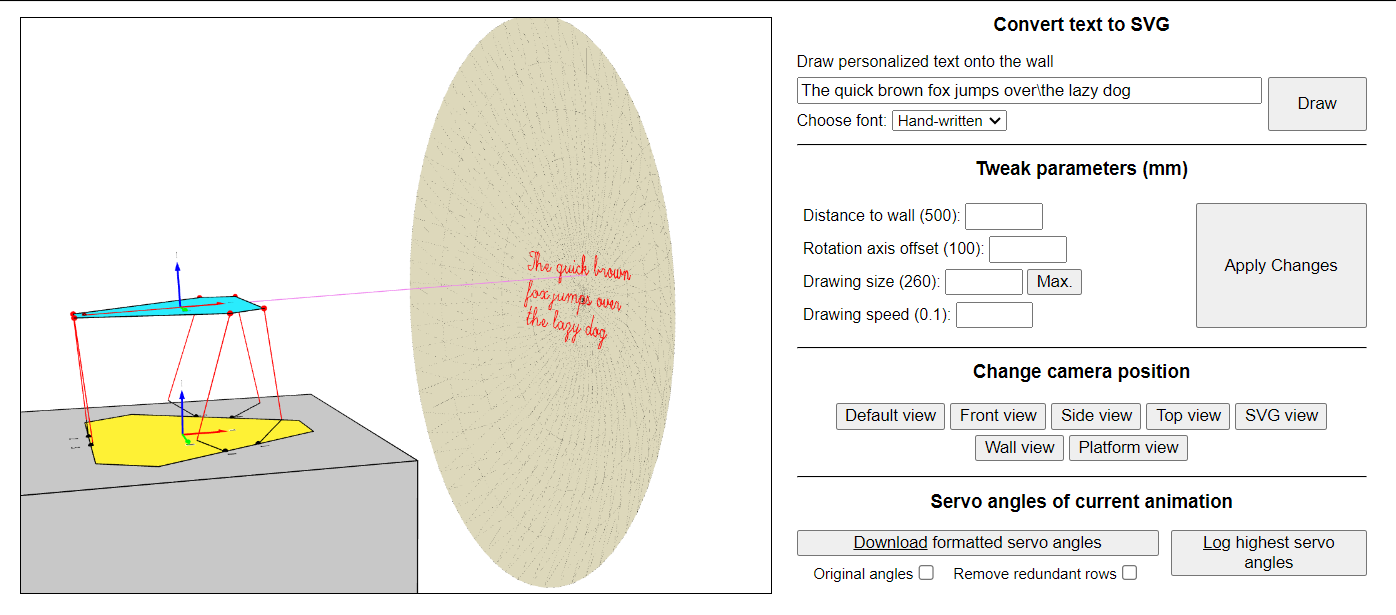 The quick brown
fox jumps over
the lazy dog
Convert text to SVG
Draw personalized text onto the wall
The quick brown fox jumps over\the lazy dog
Draw
Choose font: Hand-written
Tweak parameters (mm)
Distance to wall (500):
Rotation axis offset (100):
Drawing size (260): Max.
Drawing speed (0.1):
Apply Changes
Change camera position
Default view Front view Side view Top view SVG view
Wall view Platform view
Servo angles of current animation
Download formatted servo angles
Log highest servo
angles
Original angles Remove redundant rows